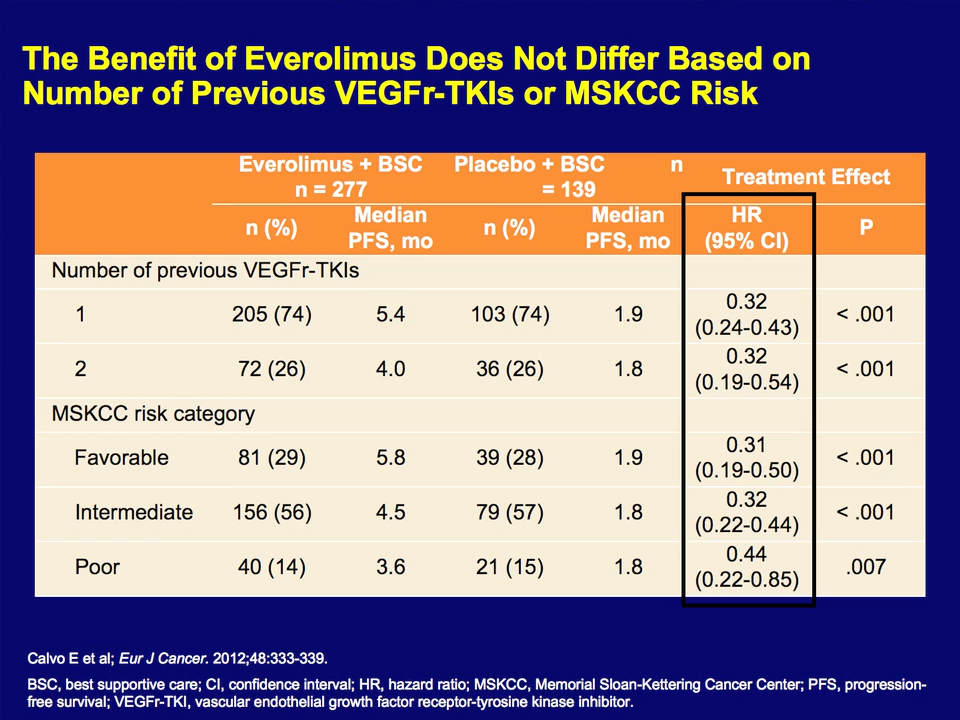 The Benefit of Everolimus Does Not Differ Based on
Number of Previous VEGFr-TKIs or MSKCC Risk
Everolimus + BSC Placebo + BSC n Treatment Effect
n = 277 = 139
n (%) Median PFS, mo n (%) Median PFS, mo HR (95% CI) P
Number of previous VEGFr-TKIs
1 205 (74) 5.4 103 (74) 1.9 0.32 (0.24-0.43) < .001
2 72 (26) 4.0 36 (26) 1.8 0.32 (0.19-0.54) < .001
MSKCC risk category
Favorable 81 (29) 5.8 39 (28) 1.9 0.31 (0.19-0.50) < .001
Intermediate 156 (56) 4.5 79 (57) 1.8 0.32 (0.22-0.44) < .001
Poor 40 (14) 3.6 21 (15) 1.8 0.44 (0.22-0.85) .007
Calvo E et al; Eur J Cancer. 2012;48:333-339.
BSC, best supportive care; CI, confidence interval; HR, hazard ratio; MSKCC, Memorial Sloan-Kettering Cancer Center; PFS, progression-
free survival; VEGFr-TKI, vascular endothelial growth factor receptor-tyrosine kinase inhibitor.